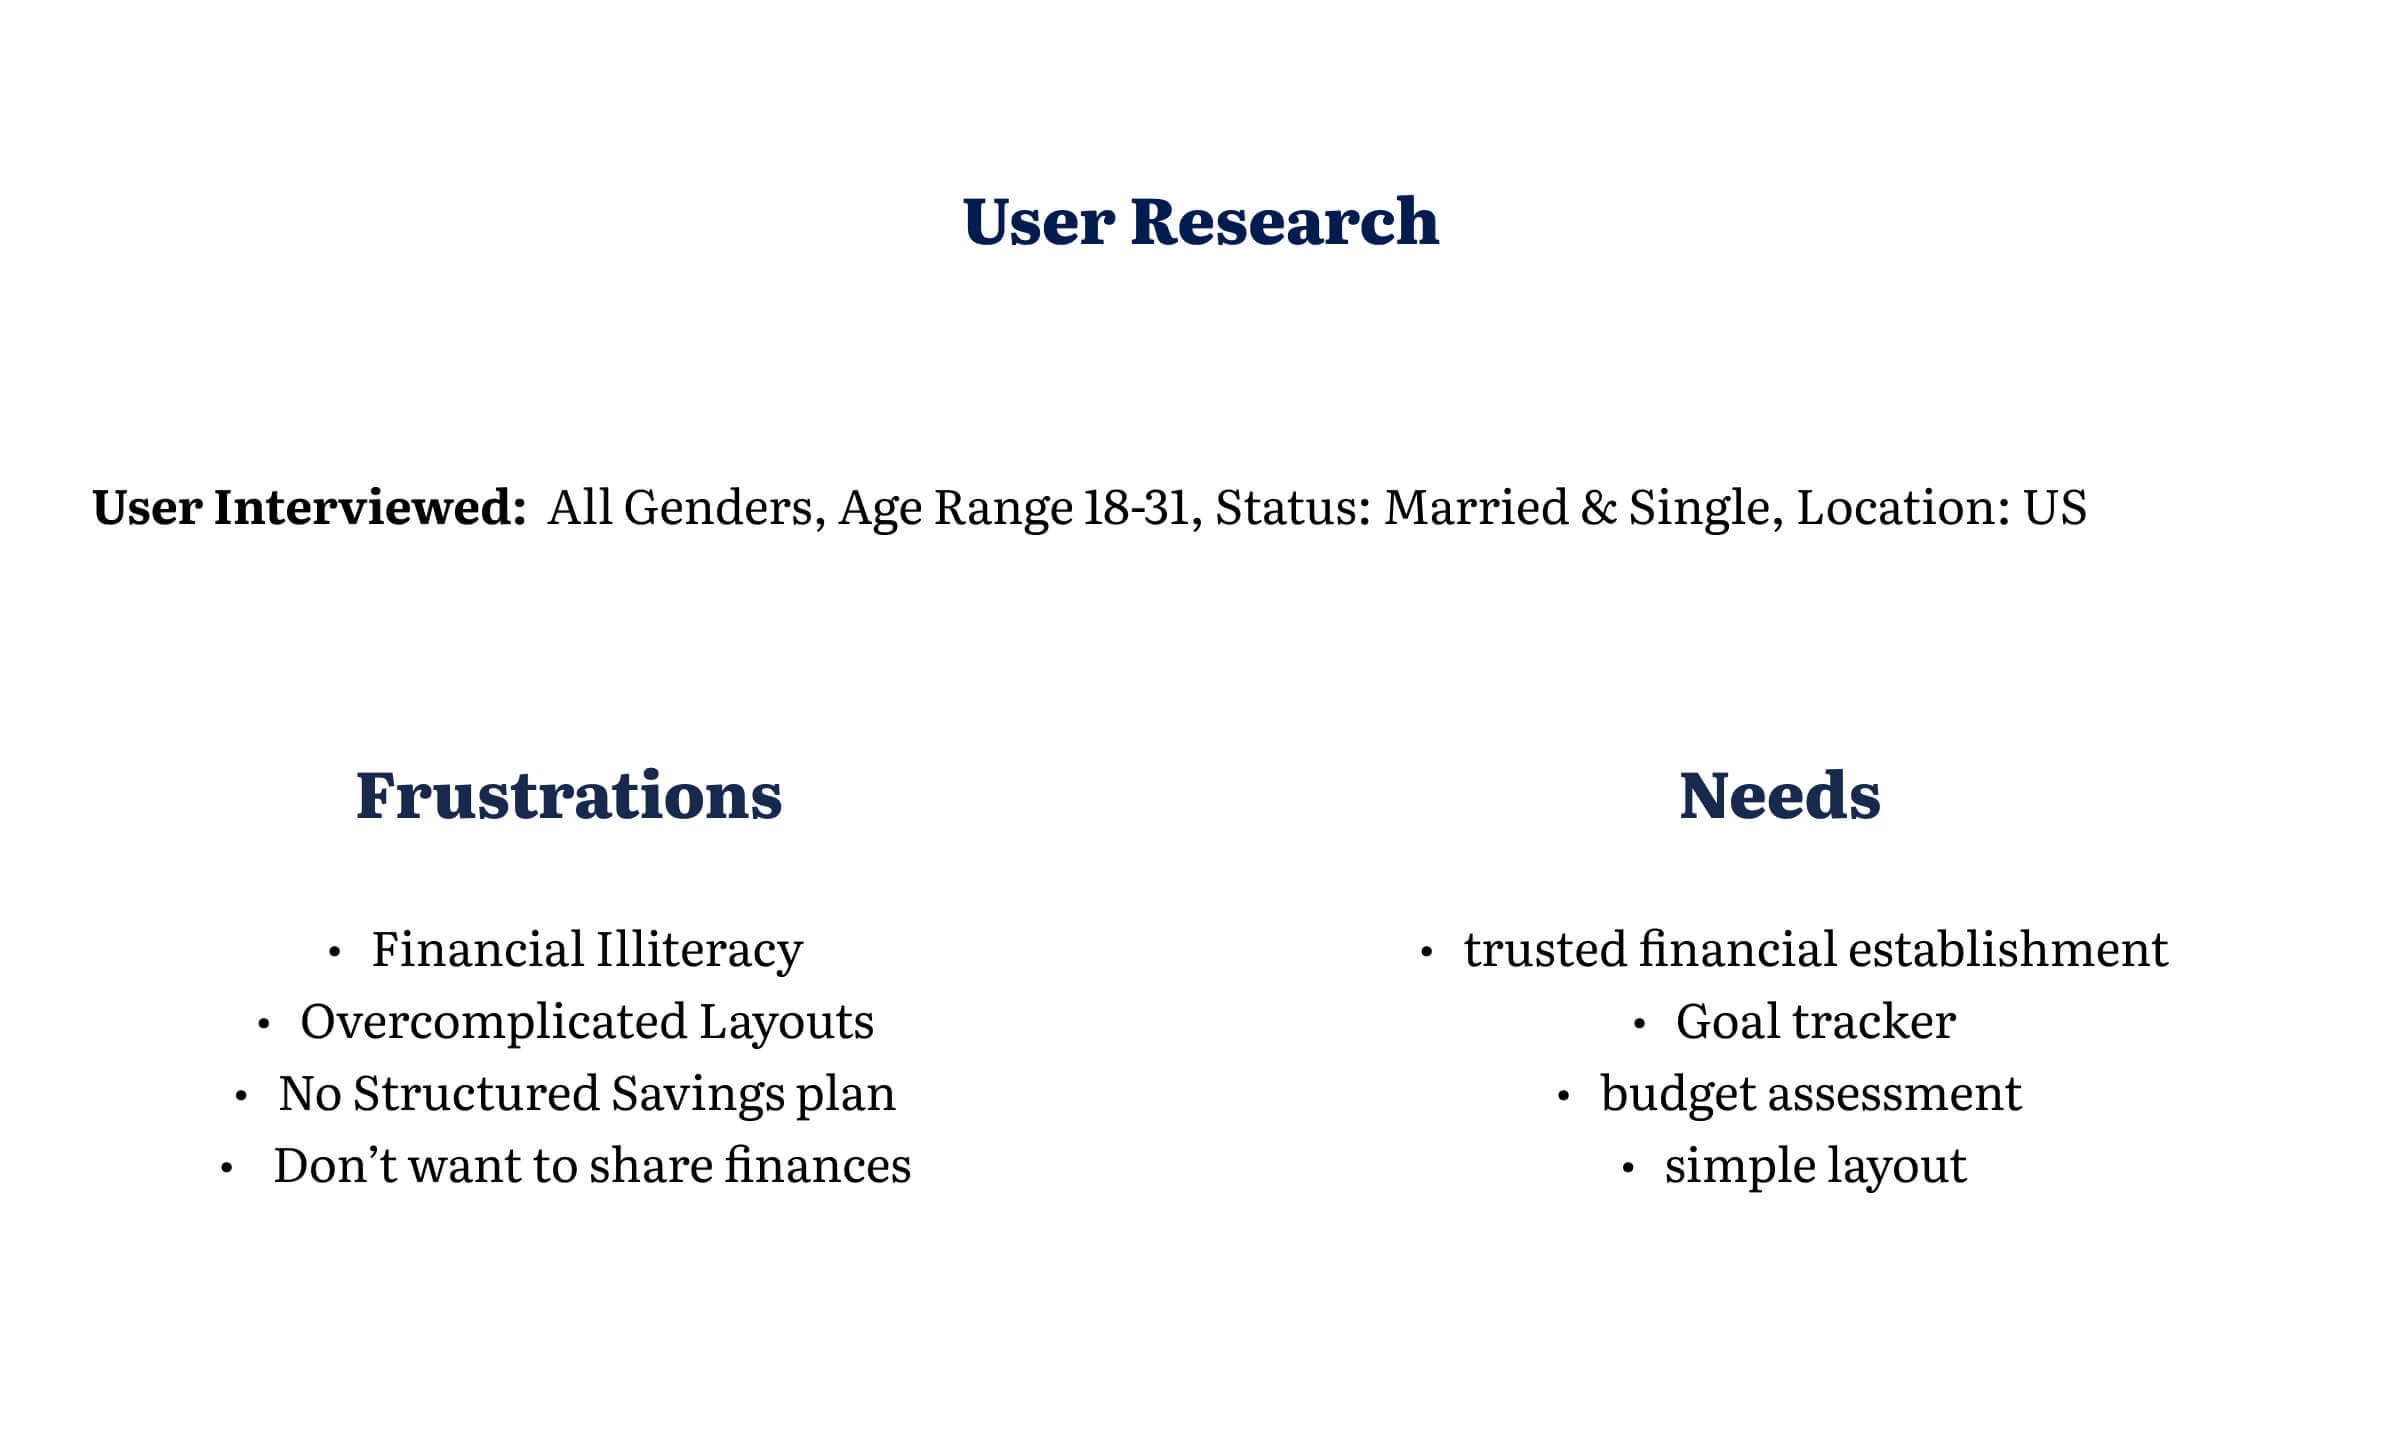 User Research
User Interviewed: All Genders, Age Range 18-31, Status: Married & Single, Location: US
Frustrations
• Financial Illiteracy
• Overcomplicated Layouts
• No Structured Savings plan
• Don’t want to share finances
Needs
• trusted financial establishment
• Goal tracker
• budget assessment
• simple layout